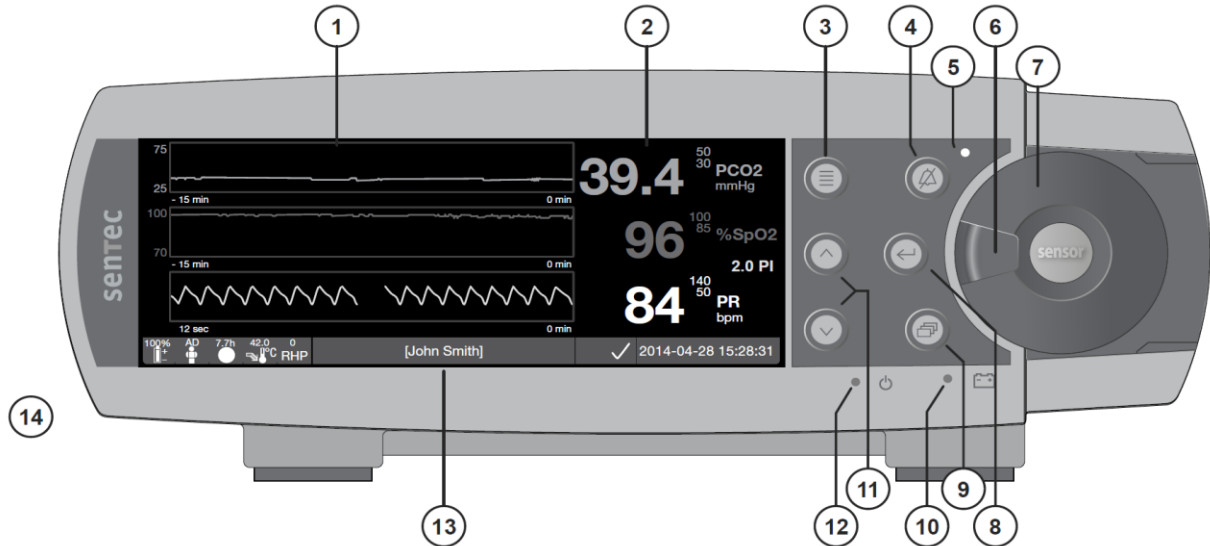 1 2 3 4 6
5 7
senTec
75
25
- 15 min 0 min
39.4 50 30 PCO2 mmHg
100
70
- 15 min 0 min
96 100 85 %SpO2
2.0 PI
12 sec 0 min
84 140 50 PR bpm
100% AD 7.7h 42.0 0
+ - °C RHP [John Smith] 2014-04-28 15:28:31
sensor
14
11 9
13 12 10 8